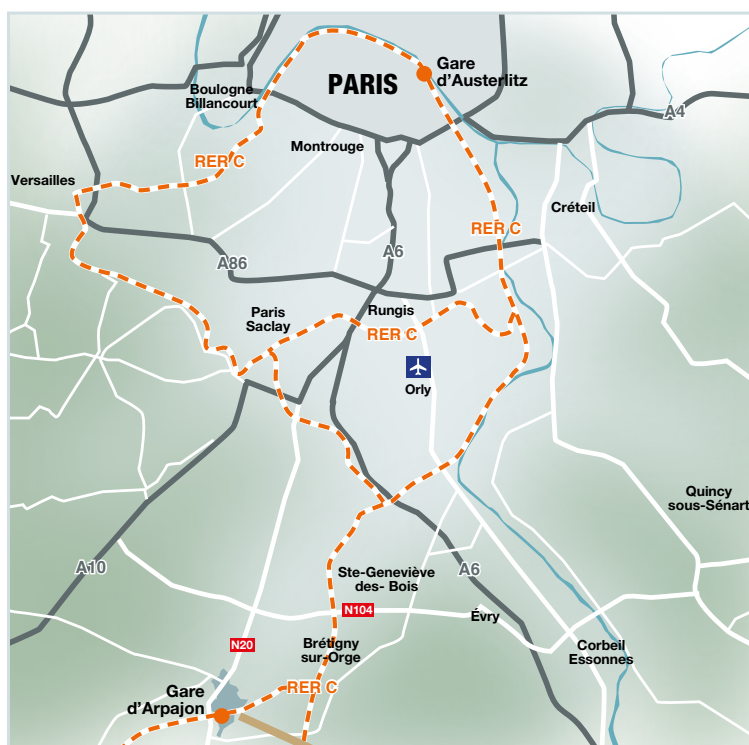 Gare
d'Austerlitz
PARIS
Boulogne
Billancourt
A4
Montrouge
RER C
Versailles
Créteil
RER C
A6
A86
Paris
Saclay
Rungis
RER C
Orly
Quincy
sous-Sénart
A10
Ste-Geneviève
des- Bois
A6
N104
Évry
N20
Brétigny
sur-Orge
Corbeil
Essonnes
Gare
d'Arpajon
RER C